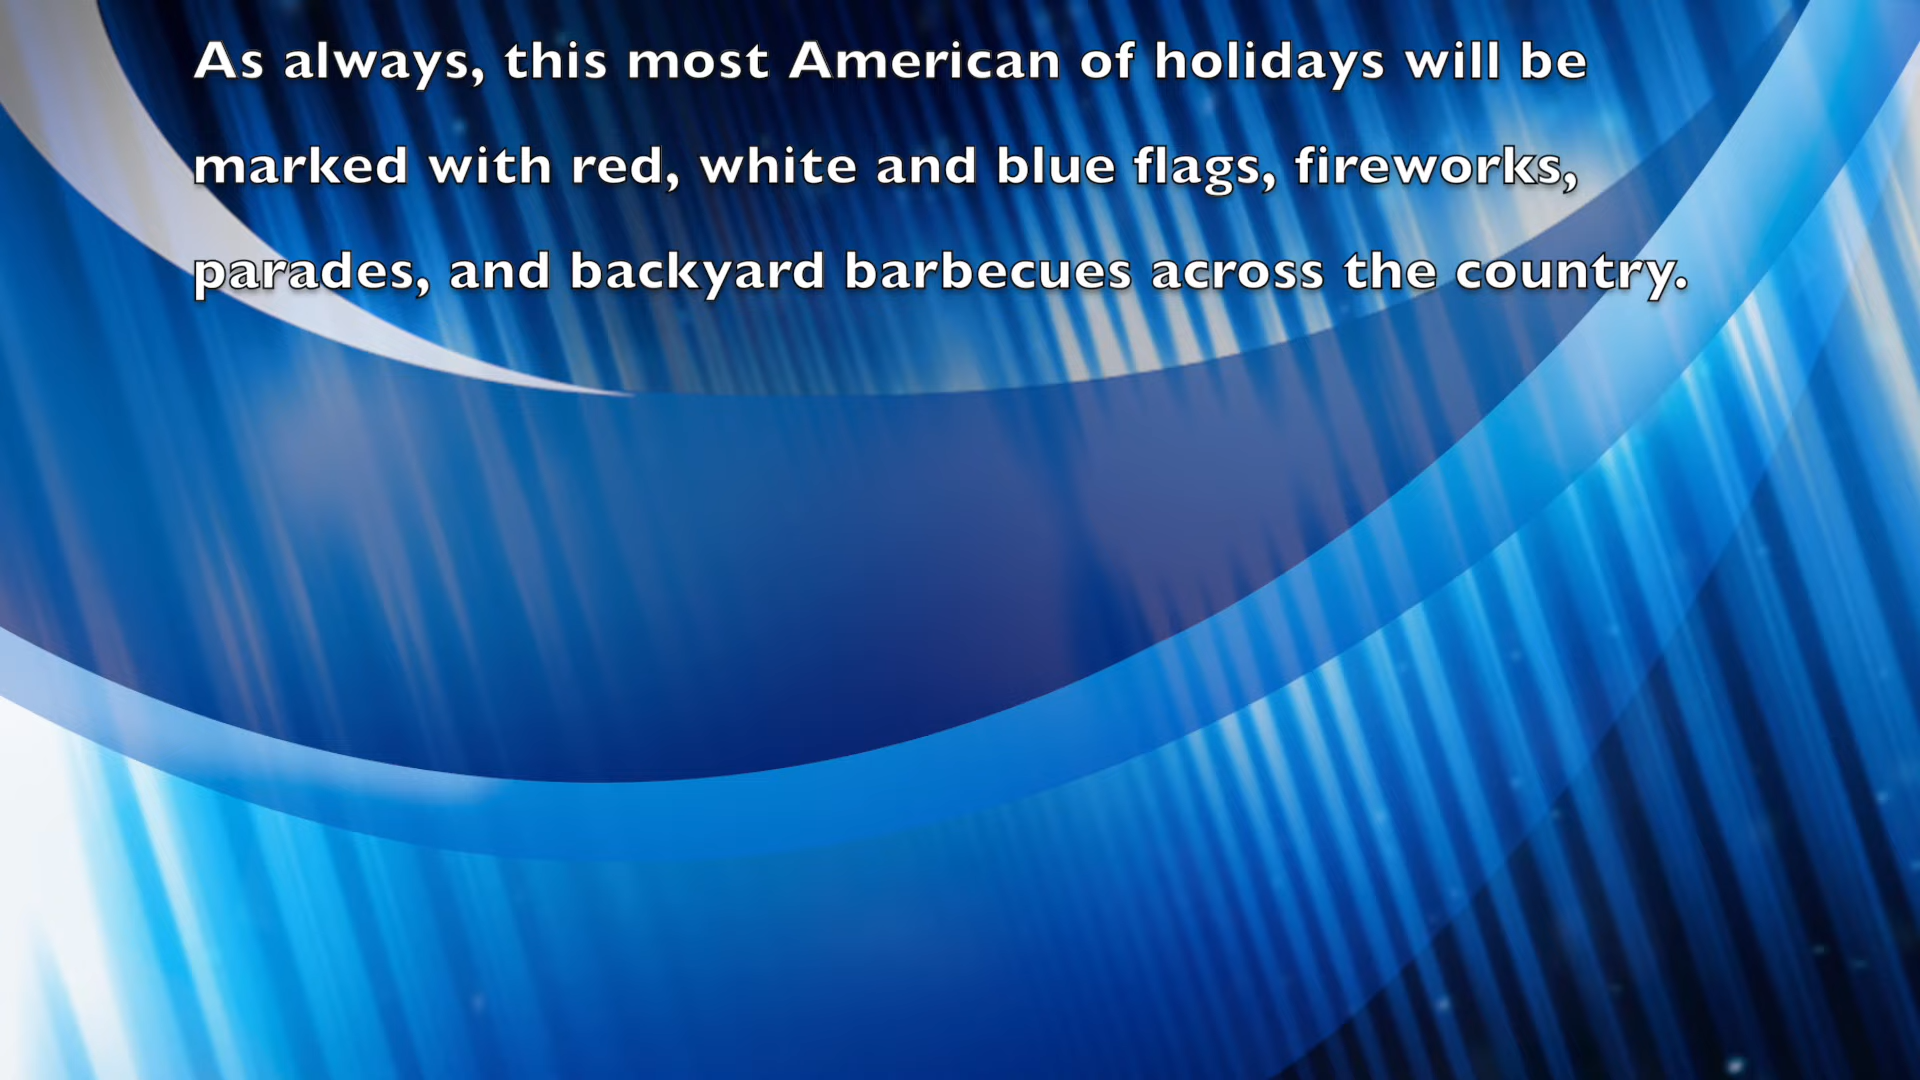 As always, this most American of holidays will be
marked with red, white and blue flags, fireworks,
parades, and backyard barbecues across the country.